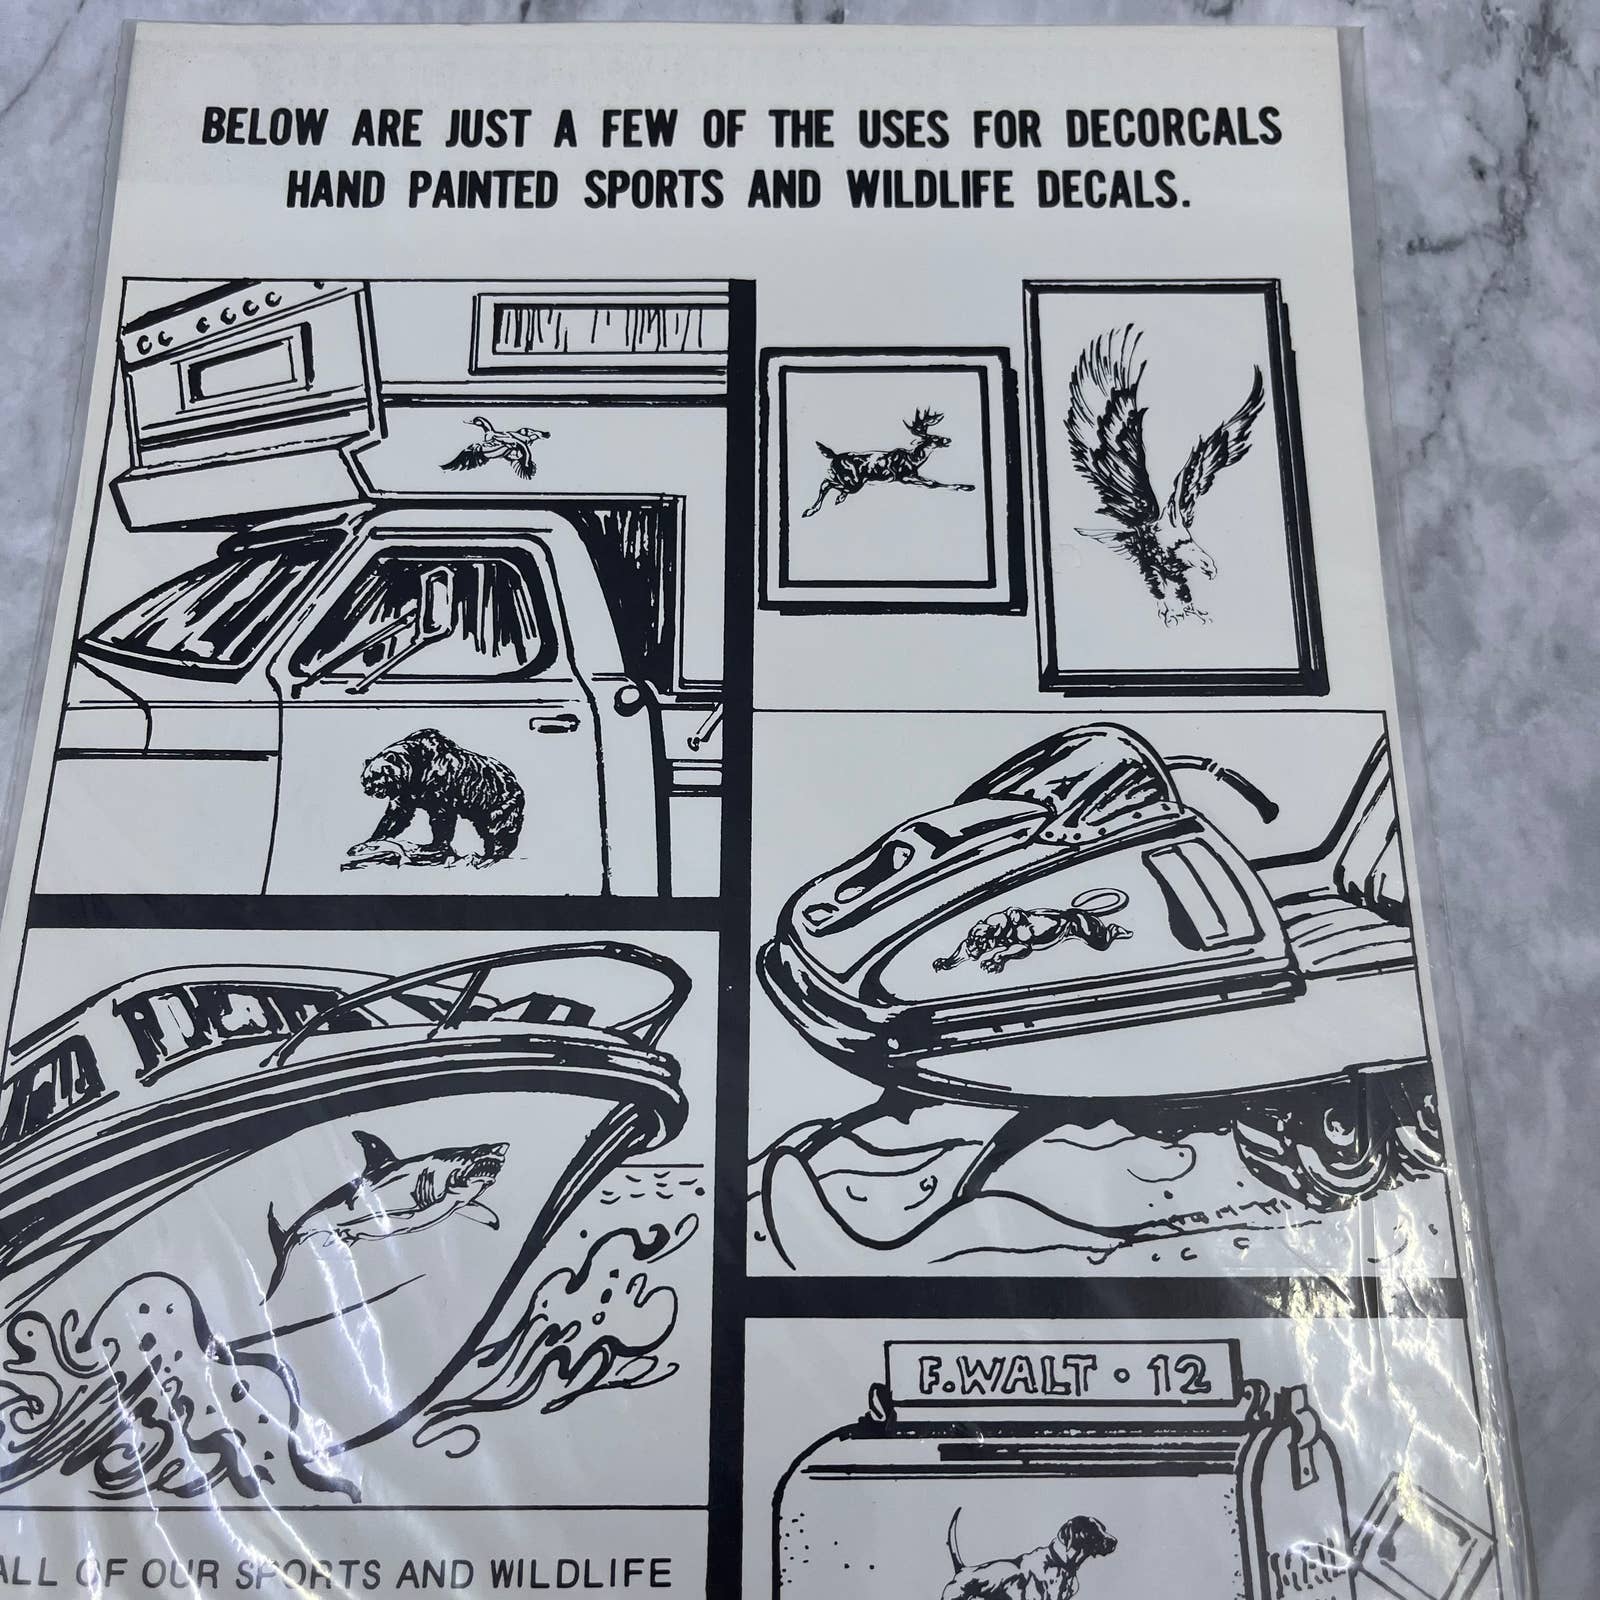 BELOW ARE JUST A FEW OF THE USES FOR DECORCALS
HAND PAINTED SPORTS AND WILDLIFE DECALS.
F. WALT • 12
ALL OF OUR SPORTS AND WILDLIFE